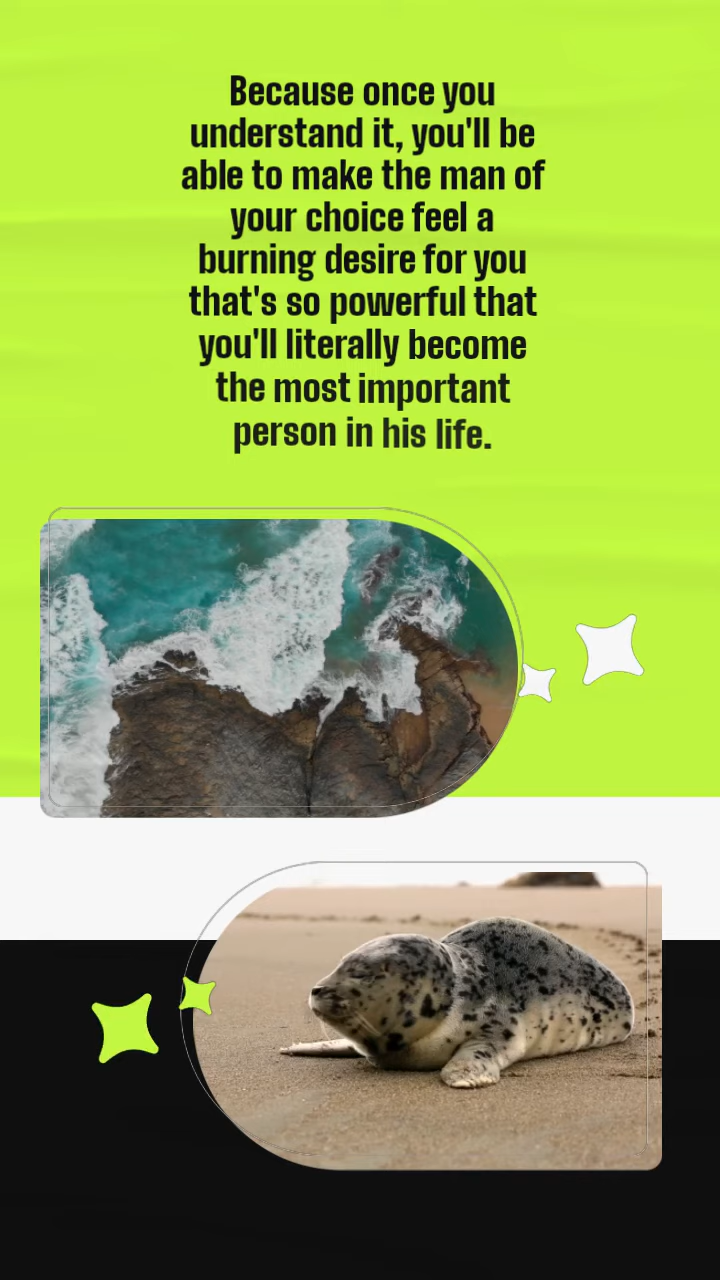 Because once you
understand it, you'll be
able to make the man of
your choice feel a
burning desire for you
that's so powerful that
you'll literally become
the most important
person in his life.